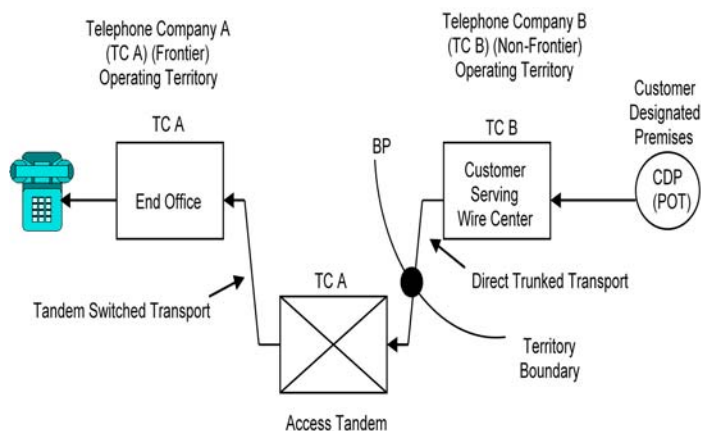 Telephone Company A
(TC A) (Frontier)
Operating Territory
Telephone Company B
(TC B) (Non-Frontier)
Operating Territory
Customer
Designated
Premises
TC A
BP
TC B
End Office
Customer
Serving
Wire Center
CDP
(POT)
Tandem Switched Transport
TC A
Direct Trunked Transport
Territory
Boundary
Access Tandem